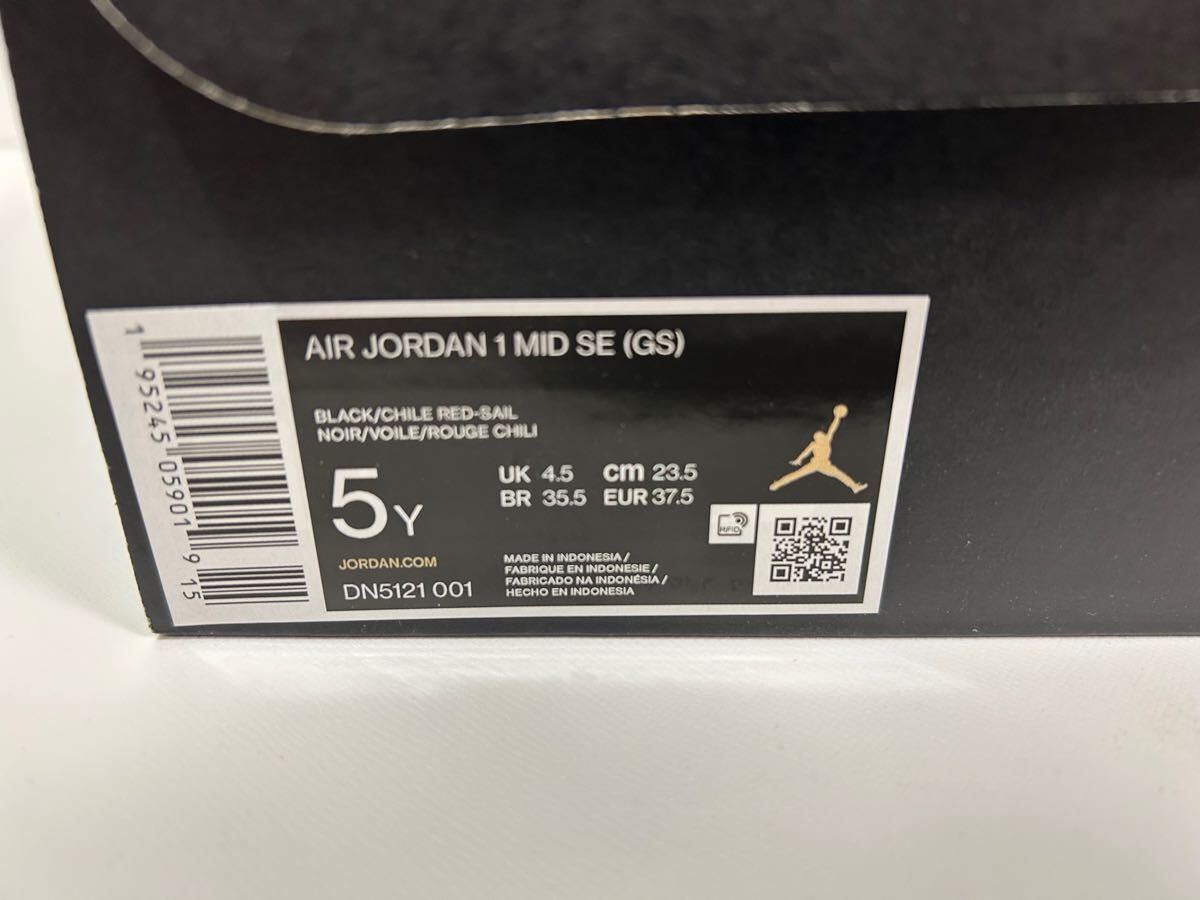 AIR JORDAN 1 MID SE (GS)
BLACK/CHILE RED-SAIL
NOIR/VOILE/ROUGE CHILI
5Y
UK 4.5 cm 23.5
BR 35.5 EUR 37.5
JORDAN.COM
DN5121 001
MADE IN INDONESIA /
FABRIQUE EN INDONESIE /
FABRICADO NA INDONÉSIA /
HECHO EN INDONESIA
RFID
1 95245 05901 9 15